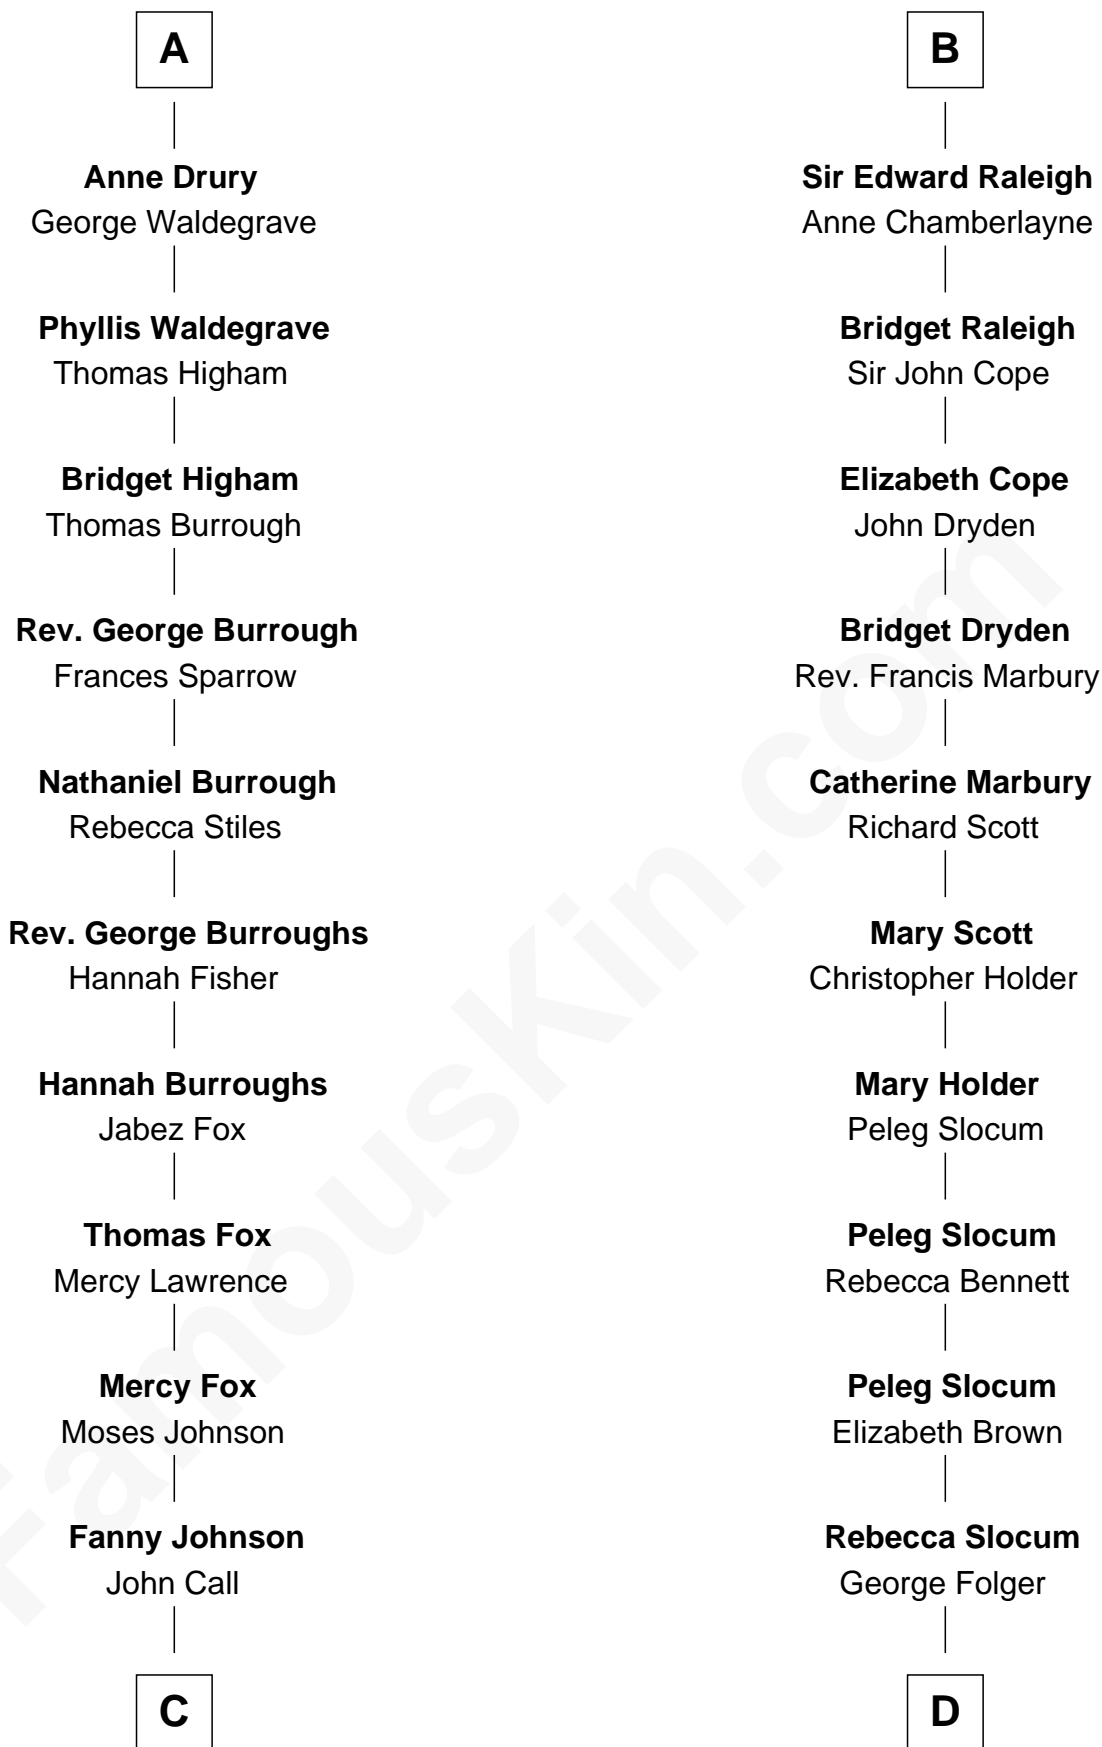 A
Anne Drury
George Waldegrave
Phyllis Waldegrave
Thomas Higham
Bridget Higham
Thomas Burrough
Rev. George Burrough
Frances Sparrow
Nathaniel Burrough
Rebecca Stiles
Rev. George Burroughs
Hannah Fisher
Hannah Burroughs
Jabez Fox
Thomas Fox
Mercy Lawrence
Mercy Fox
Moses Johnson
Fanny Johnson
John Call
C
B
Sir Edward Raleigh
Anne Chamberlayne
Bridget Raleigh
Sir John Cope
Elizabeth Cope
John Dryden
Bridget Dryden
Rev. Francis Marbury
Catherine Marbury
Richard Scott
Mary Scott
Christopher Holder
Mary Holder
Peleg Slocum
Peleg Slocum
Rebecca Bennett
Peleg Slocum
Elizabeth Brown
Rebecca Slocum
George Folger
D
FamousKin.com